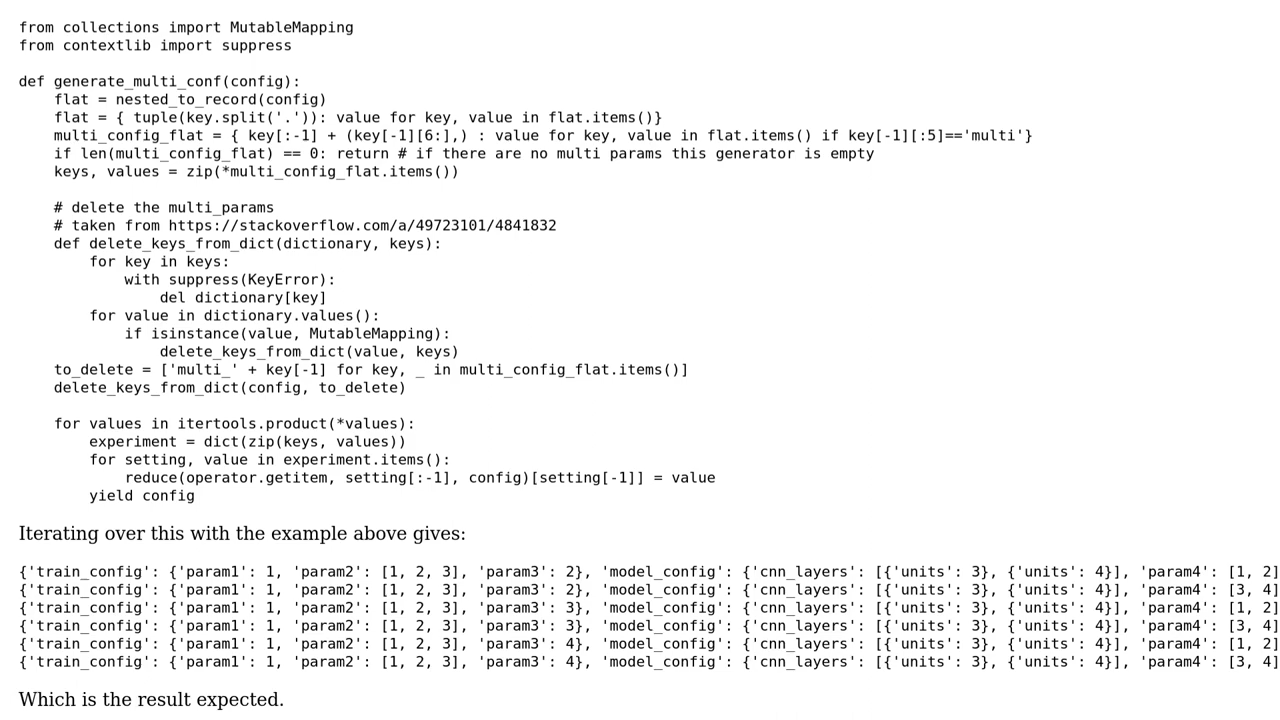 from collections import MutableMapping
from contextlib import suppress
def generate_multi_conf(config):
    flat = nested_to_record(config)
    flat = { tuple(key.split('.')): value for key, value in flat.items()}
    multi_config_flat = { key[:-1] + (key[-1][6:],) : value for key, value in flat.items() if key[-1][:5]=='multi'}
    if len(multi_config_flat) == 0: return # if there are no multi params this generator is empty
    keys, values = zip(*multi_config_flat.items())
    # delete the multi_params
    # taken from https://stackoverflow.com/a/49723101/4841832
    def delete_keys_from_dict(dictionary, keys):
        for key in keys:
            with suppress(KeyError):
                del dictionary[key]
        for value in dictionary.values():
            if isinstance(value, MutableMapping):
                delete_keys_from_dict(value, keys)
    to_delete = ['multi_' + key[-1] for key, _ in multi_config_flat.items()]
    delete_keys_from_dict(config, to_delete)
    for values in itertools.product(*values):
        experiment = dict(zip(keys, values))
        for setting, value in experiment.items():
            reduce(operator.getitem, setting[:-1], config)[setting[-1]] = value
        yield config
Iterating over this with the example above gives:
{'train_config': {'param1': 1, 'param2': [1, 2, 3], 'param3': 2}, 'model_config': {'cnn_layers': [{'units': 3}, {'units': 4}], 'param4': [1, 2]
{'train_config': {'param1': 1, 'param2': [1, 2, 3], 'param3': 2}, 'model_config': {'cnn_layers': [{'units': 3}, {'units': 4}], 'param4': [3, 4]
{'train_config': {'param1': 1, 'param2': [1, 2, 3], 'param3': 3}, 'model_config': {'cnn_layers': [{'units': 3}, {'units': 4}], 'param4': [1, 2]
{'train_config': {'param1': 1, 'param2': [1, 2, 3], 'param3': 3}, 'model_config': {'cnn_layers': [{'units': 3}, {'units': 4}], 'param4': [3, 4]
{'train_config': {'param1': 1, 'param2': [1, 2, 3], 'param3': 4}, 'model_config': {'cnn_layers': [{'units': 3}, {'units': 4}], 'param4': [1, 2]
{'train_config': {'param1': 1, 'param2': [1, 2, 3], 'param3': 4}, 'model_config': {'cnn_layers': [{'units': 3}, {'units': 4}], 'param4': [3, 4]
Which is the result expected.